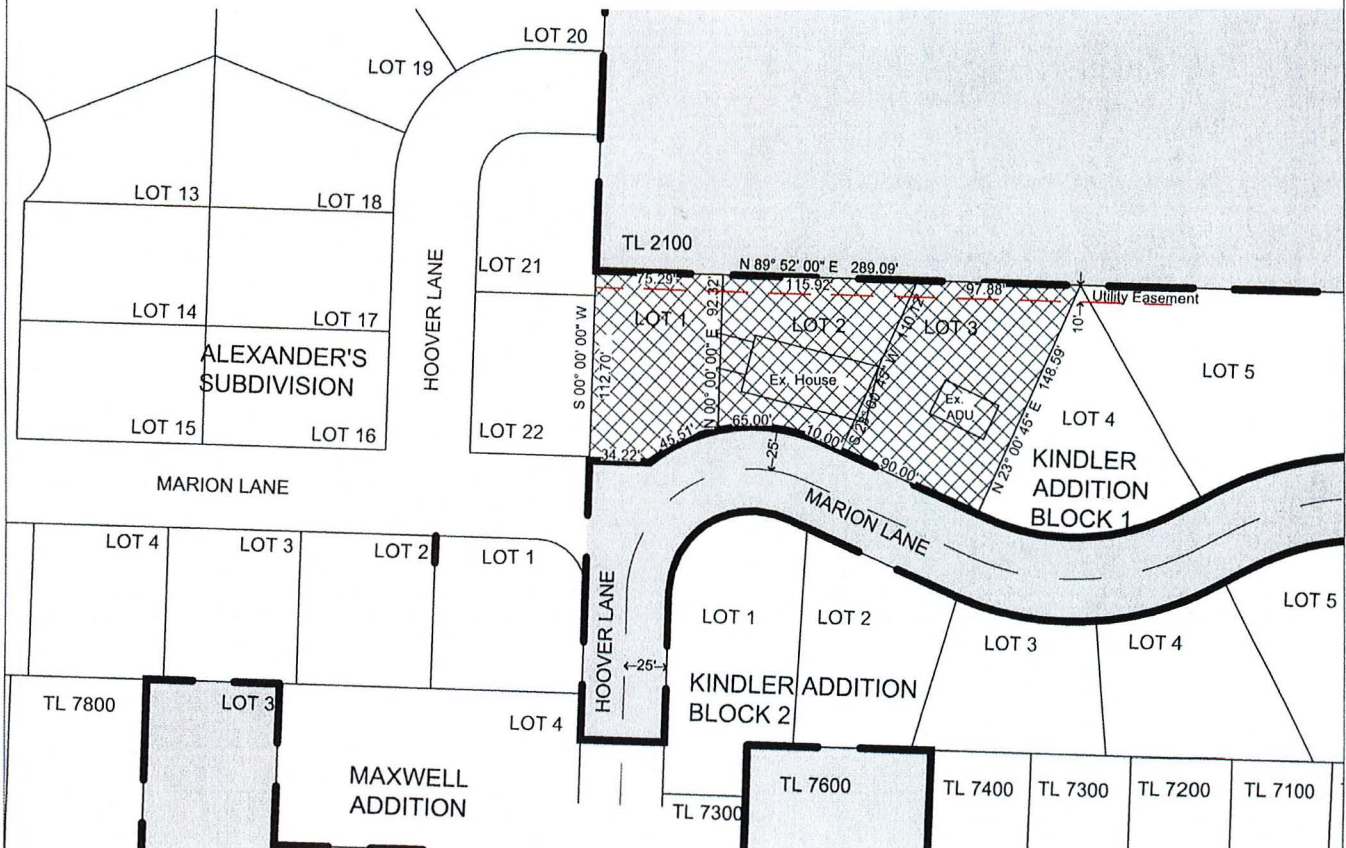 LOT 20
LOT 19
LOT 13
LOT 18
TL 2100
HOOVER LANE
LOT 21
N 89° 52' 00" E 289.09'
75.29'
115.92'
97.88'
Utility Easement
10'
LOT 14
LOT 17
LOT 1
LOT 2
LOT 3
S 00° 00' 00" W
112.70'
N 00° 00' 00" E 92.32'
S 23° 00' 45" W 110.12'
N 23° 00' 45" E 148.59'
ALEXANDER'S
SUBDIVISION
Ex. House
Ex.
ADU
LOT 5
LOT 4
LOT 15
LOT 16
LOT 22
34.22'
45.51'
65.00'
10.00'
90.00'
25'
KINDLER
ADDITION
BLOCK 1
MARION LANE
MARION LANE
LOT 4
LOT 3
LOT 2
LOT 1
HOOVER LANE
25'
LOT 1
LOT 2
LOT 3
LOT 4
LOT 5
KINDLER ADDITION
BLOCK 2
TL 7800
LOT 3
LOT 4
MAXWELL
ADDITION
TL 7300
TL 7600
TL 7400
TL 7300
TL 7200
TL 7100